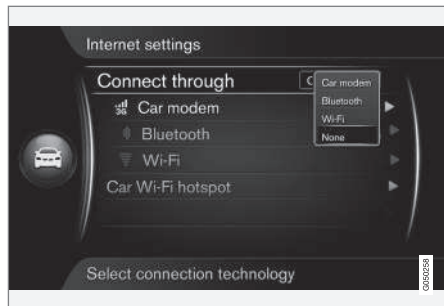 Internet settings
Connect through
Car modem
Bluetooth
Wi-Fi
None
3G Car modem
Bluetooth
Wi-Fi
Car Wi-Fi hotspot
Select connection technology
G050258